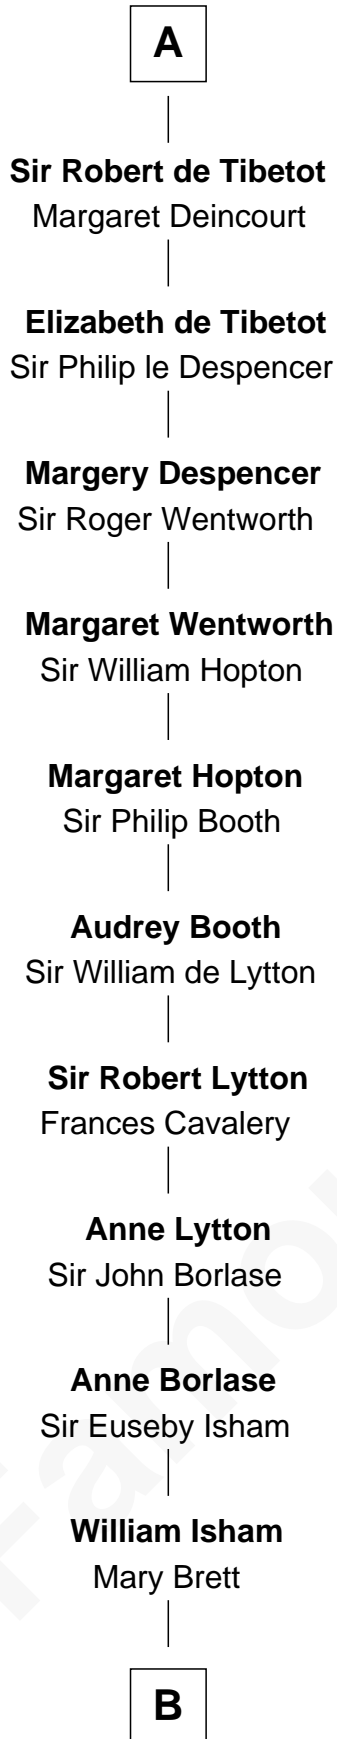 A
Sir Robert de Tibetot
Margaret Deincourt
Elizabeth de Tibetot
Sir Philip le Despencer
Margery Despencer
Sir Roger Wentworth
Margaret Wentworth
Sir William Hopton
Margaret Hopton
Sir Philip Booth
Audrey Booth
Sir William de Lytton
Sir Robert Lytton
Frances Cavalery
Anne Lytton
Sir John Borlase
Anne Borlase
Sir Euseby Isham
William Isham
Mary Brett
B